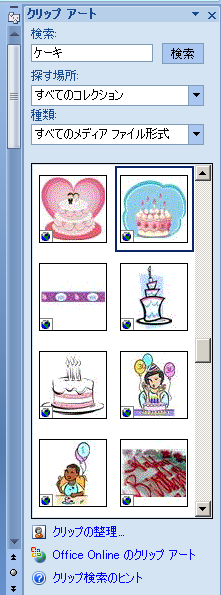 クリップ アート
検索:
ケーキ
検索
探す場所:
すべてのコレクション
種類:
すべてのメディア ファイル形式
クリップの整理...
Office Online のクリップ アート
クリップ検索のヒント